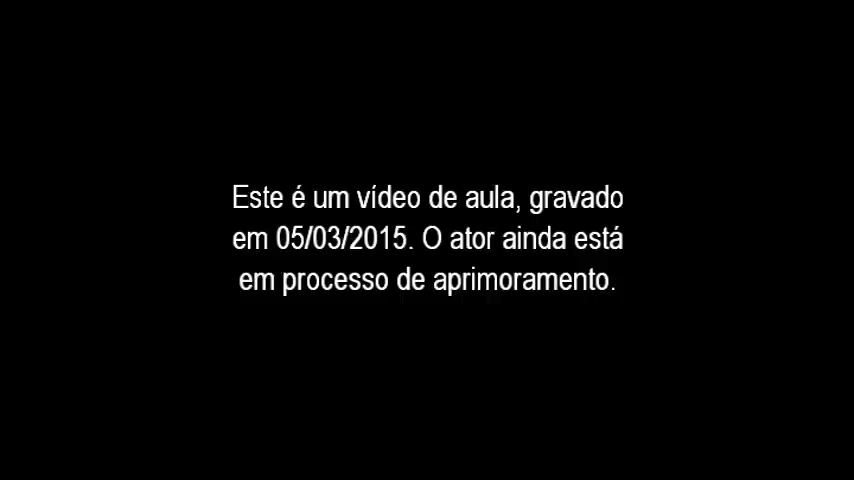 Este é um vídeo de aula, gravado
em 05/03/2015. O ator ainda está
em processo de aprimoramento.